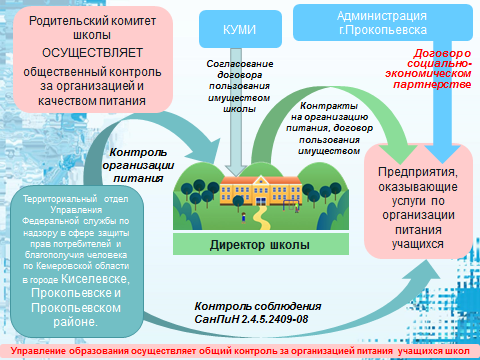 Родительский комитет
школы
ОСУЩЕСТВЛЯЕТ
общественный контроль
за организацией и
качеством питания
КУМИ
Администрация
г.Прокопьевска
Согласование
договора
пользования
имуществом
школы
Договор о
социально-
экономическом
партнерстве
Контракты
на организацию
питания, договор
пользования
имуществом
Контроль
организации
питания
Предприятия,
оказывающие
услуги по
организации
питания
учащихся
Территориальный отдел
Управления
Федеральной службы по
надзору в сфере защиты
прав потребителей и
благополучия человека
по Кемеровской области
в городе Киселевске,
Прокопьевске и
Прокопьевском
районе.
Директор школы
Контроль соблюдения
СанПиН 2.4.5.2409-08
Управление образования осуществляет общий контроль за организацией питания учащихся школ